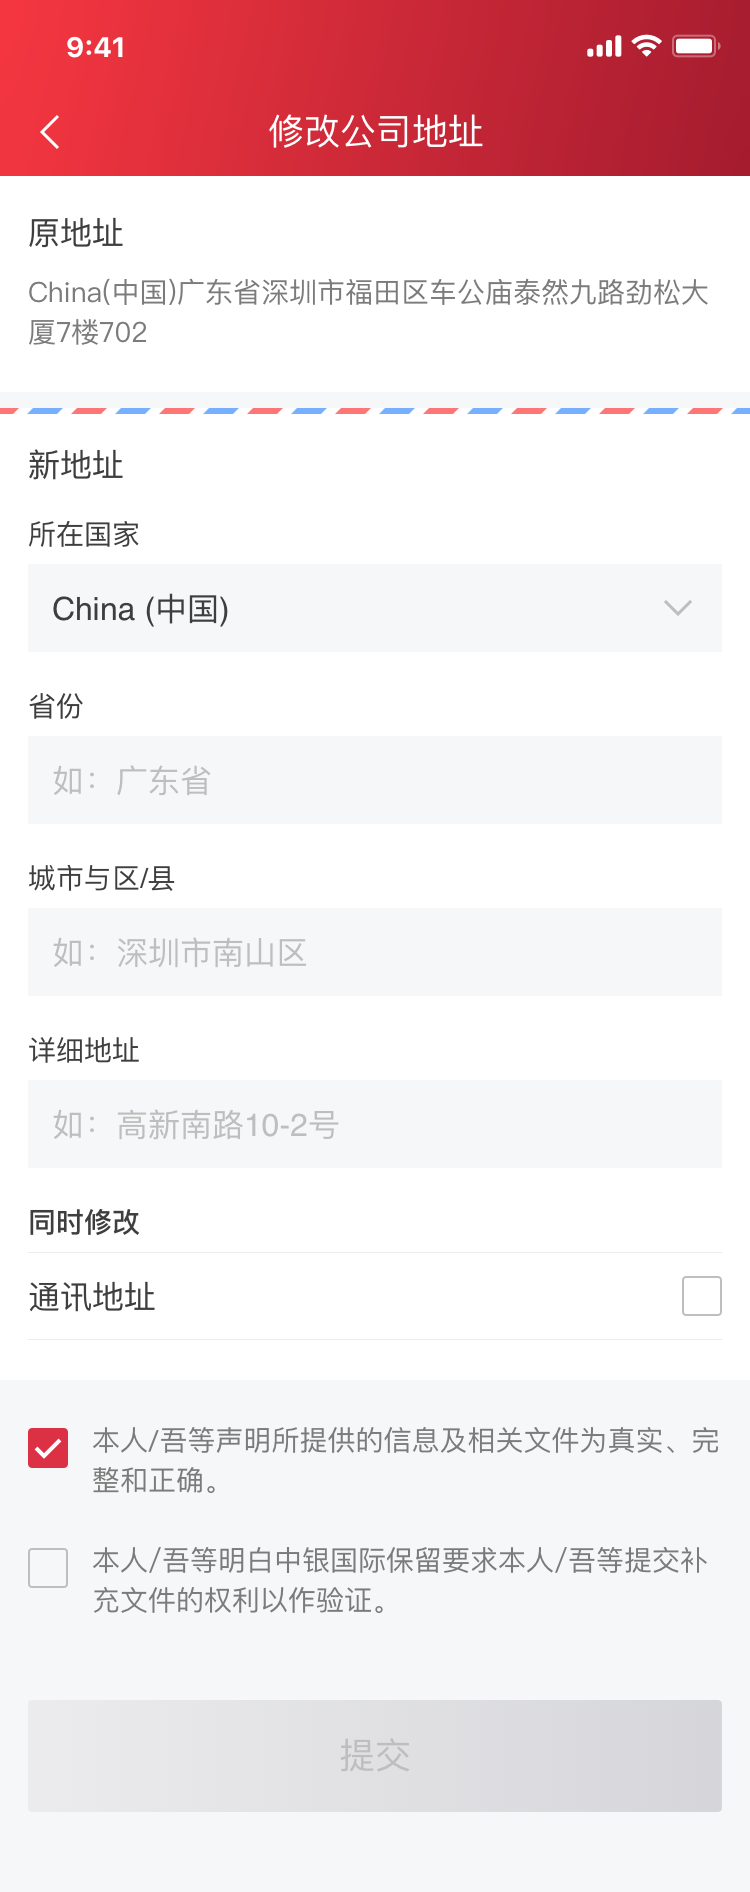 9:41
修改公司地址
原地址
China(中国)广东省深圳市福田区车公庙泰然九路劲松大
厦7楼702
新地址
所在国家
China (中国)
省份
如：广东省
城市与区/县
如：深圳市南山区
详细地址
如：高新南路10-2号
同时修改
通讯地址
本人/吾等声明所提供的信息及相关文件为真实、完
整和正确。
本人/吾等明白中银国际保留要求本人/吾等提交补
充文件的权利以作验证。
提交